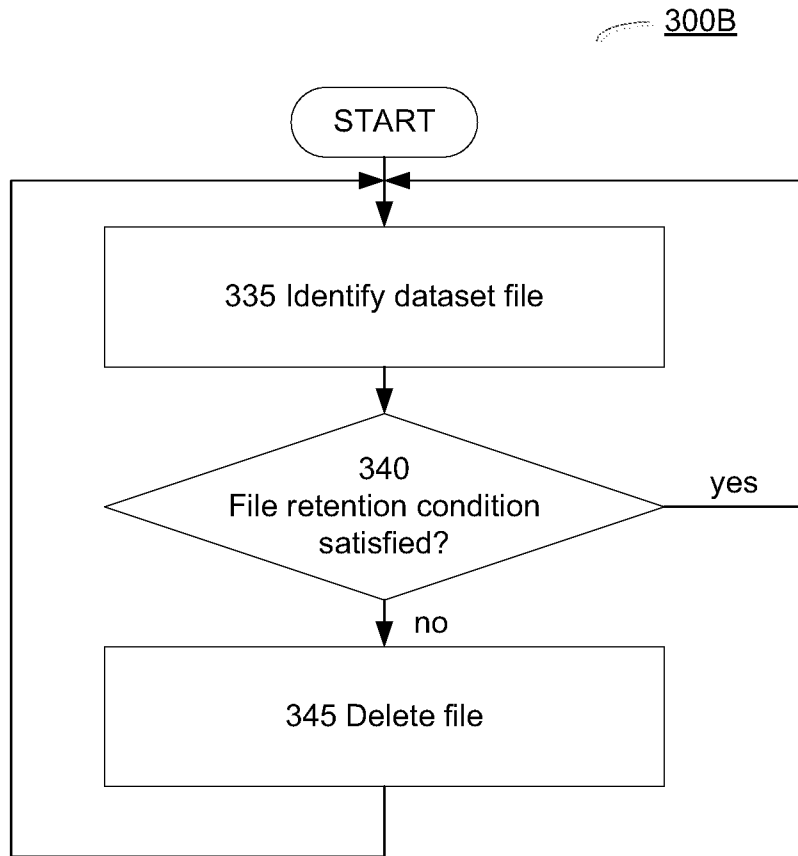 300B
START
335 Identify dataset file
340
File retention condition
satisfied?
yes
no
345 Delete file